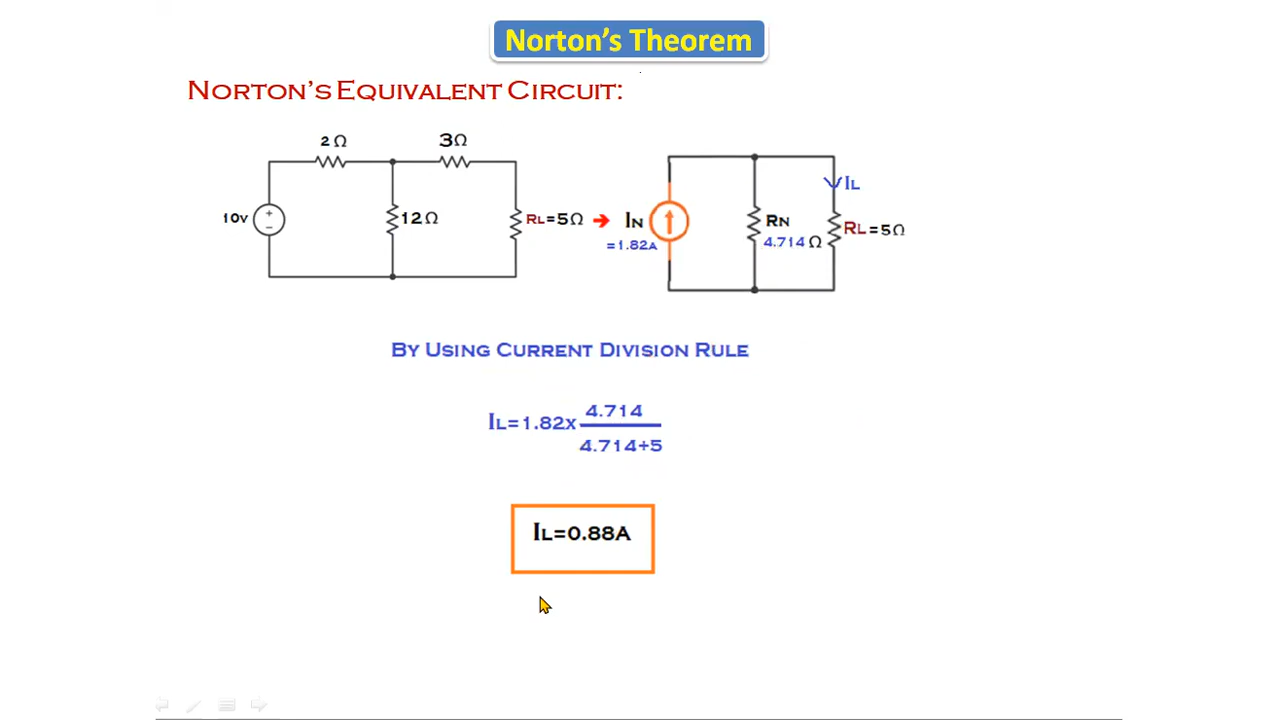 Norton's Theorem
Norton's Equivalent Circuit:
2Ω 3Ω
10v 12Ω RL=5Ω IN =1.82A RN 4.714 Ω IL RL=5Ω
By Using Current Division Rule
IL=1.82x 4.714
4.714+5
IL=0.88A